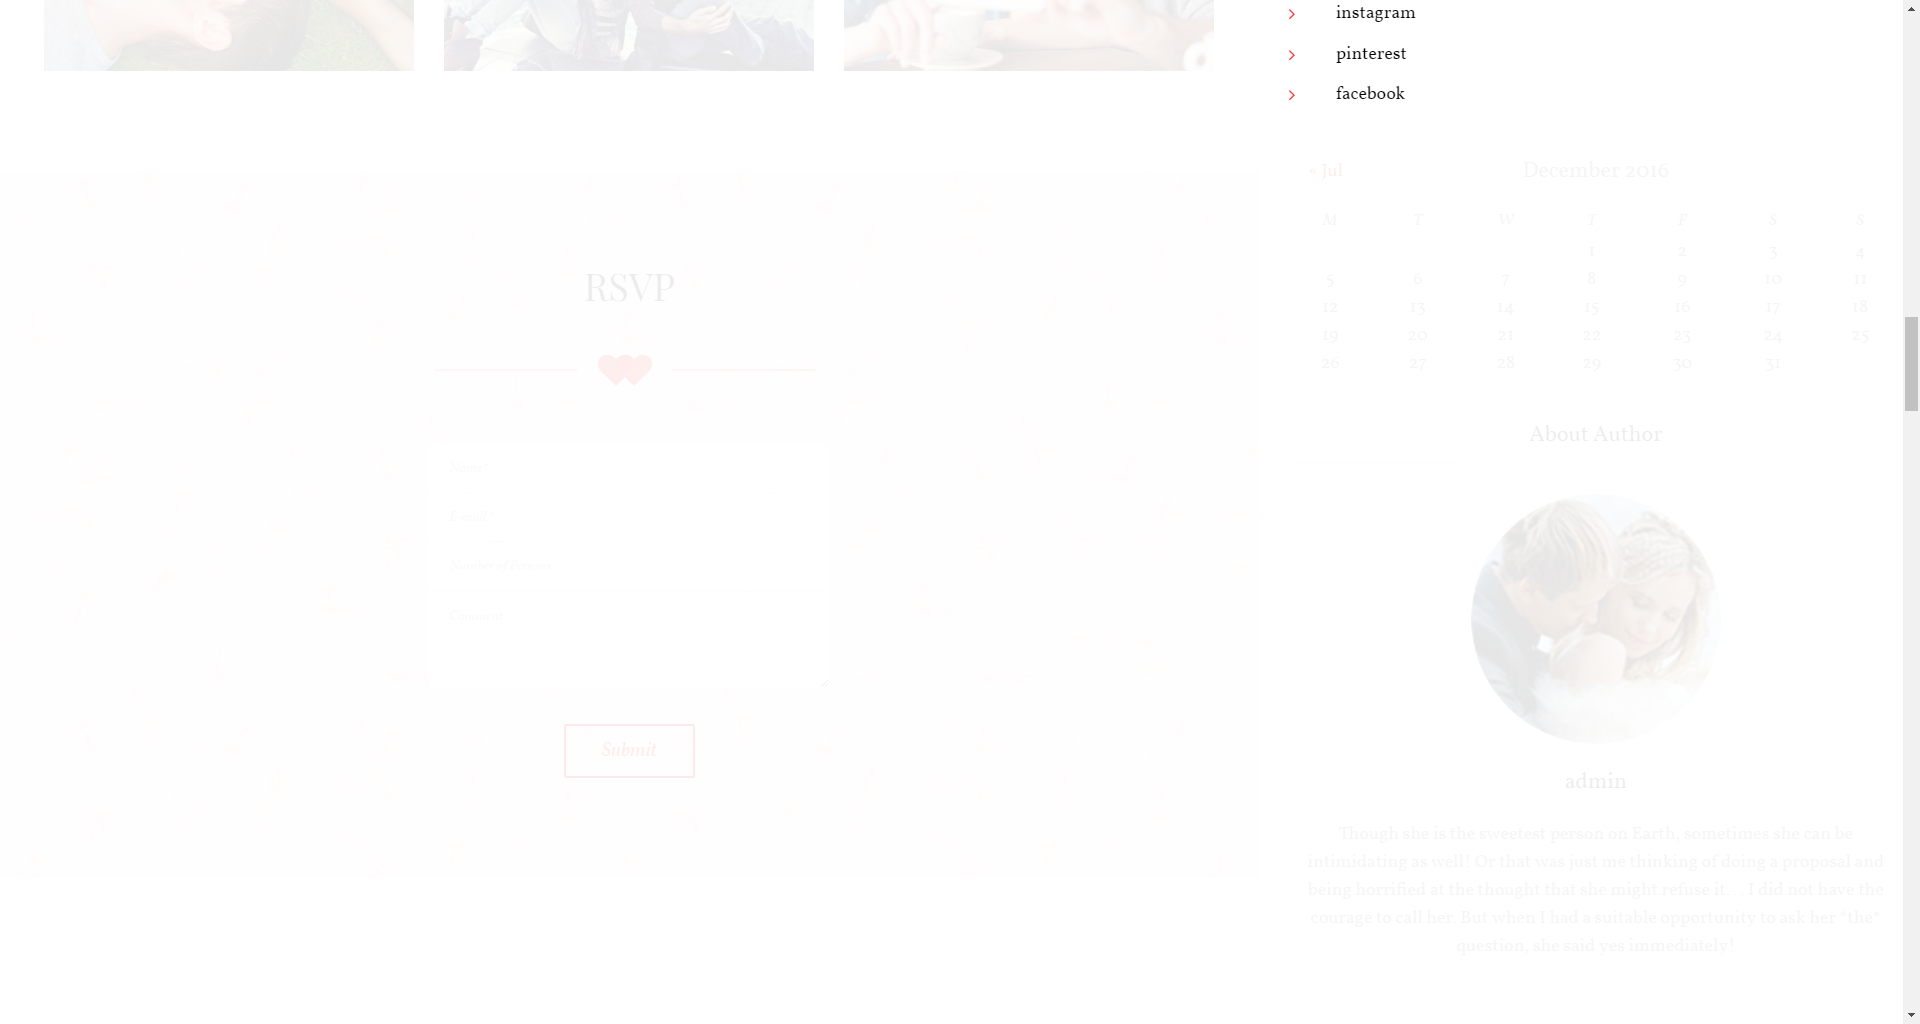 instagram
pinterest
facebook
« Jul
December 2016
M T W T F S S
1 2 3 4
5 6 7 8 9 10 11
12 13 14 15 16 17 18
19 20 21 22 23 24 25
26 27 28 29 30 31
RSVP
Name*
E-mail *
Number of Persons
Comment
Submit
About Author
admin
Though she is the sweetest person on Earth, sometimes she can be
intimidating as well! Or that was just me thinking of doing a proposal and
being horrified at the thought that she might refuse it… I did not have the
courage to call her. But when I had a suitable opportunity to ask her "the"
question, she said yes immediately!